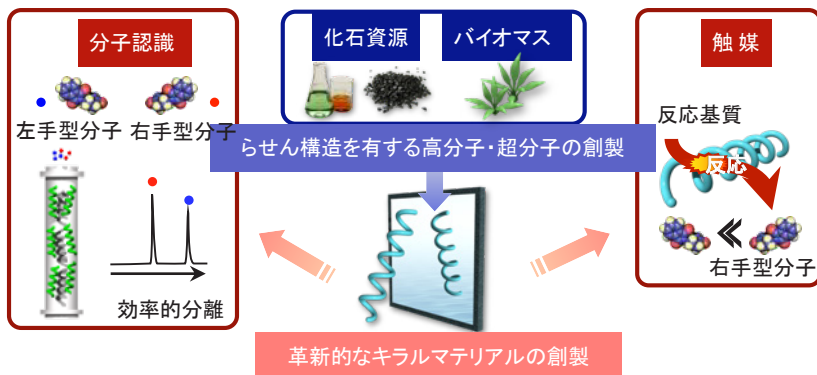 分子認識
左手型分子
右手型分子
効率的分離
化石資源
バイオマス
らせん構造を有する高分子・超分子の創製
革新的なキラルマテリアルの創製
触媒
反応基質
反応
≪
右手型分子